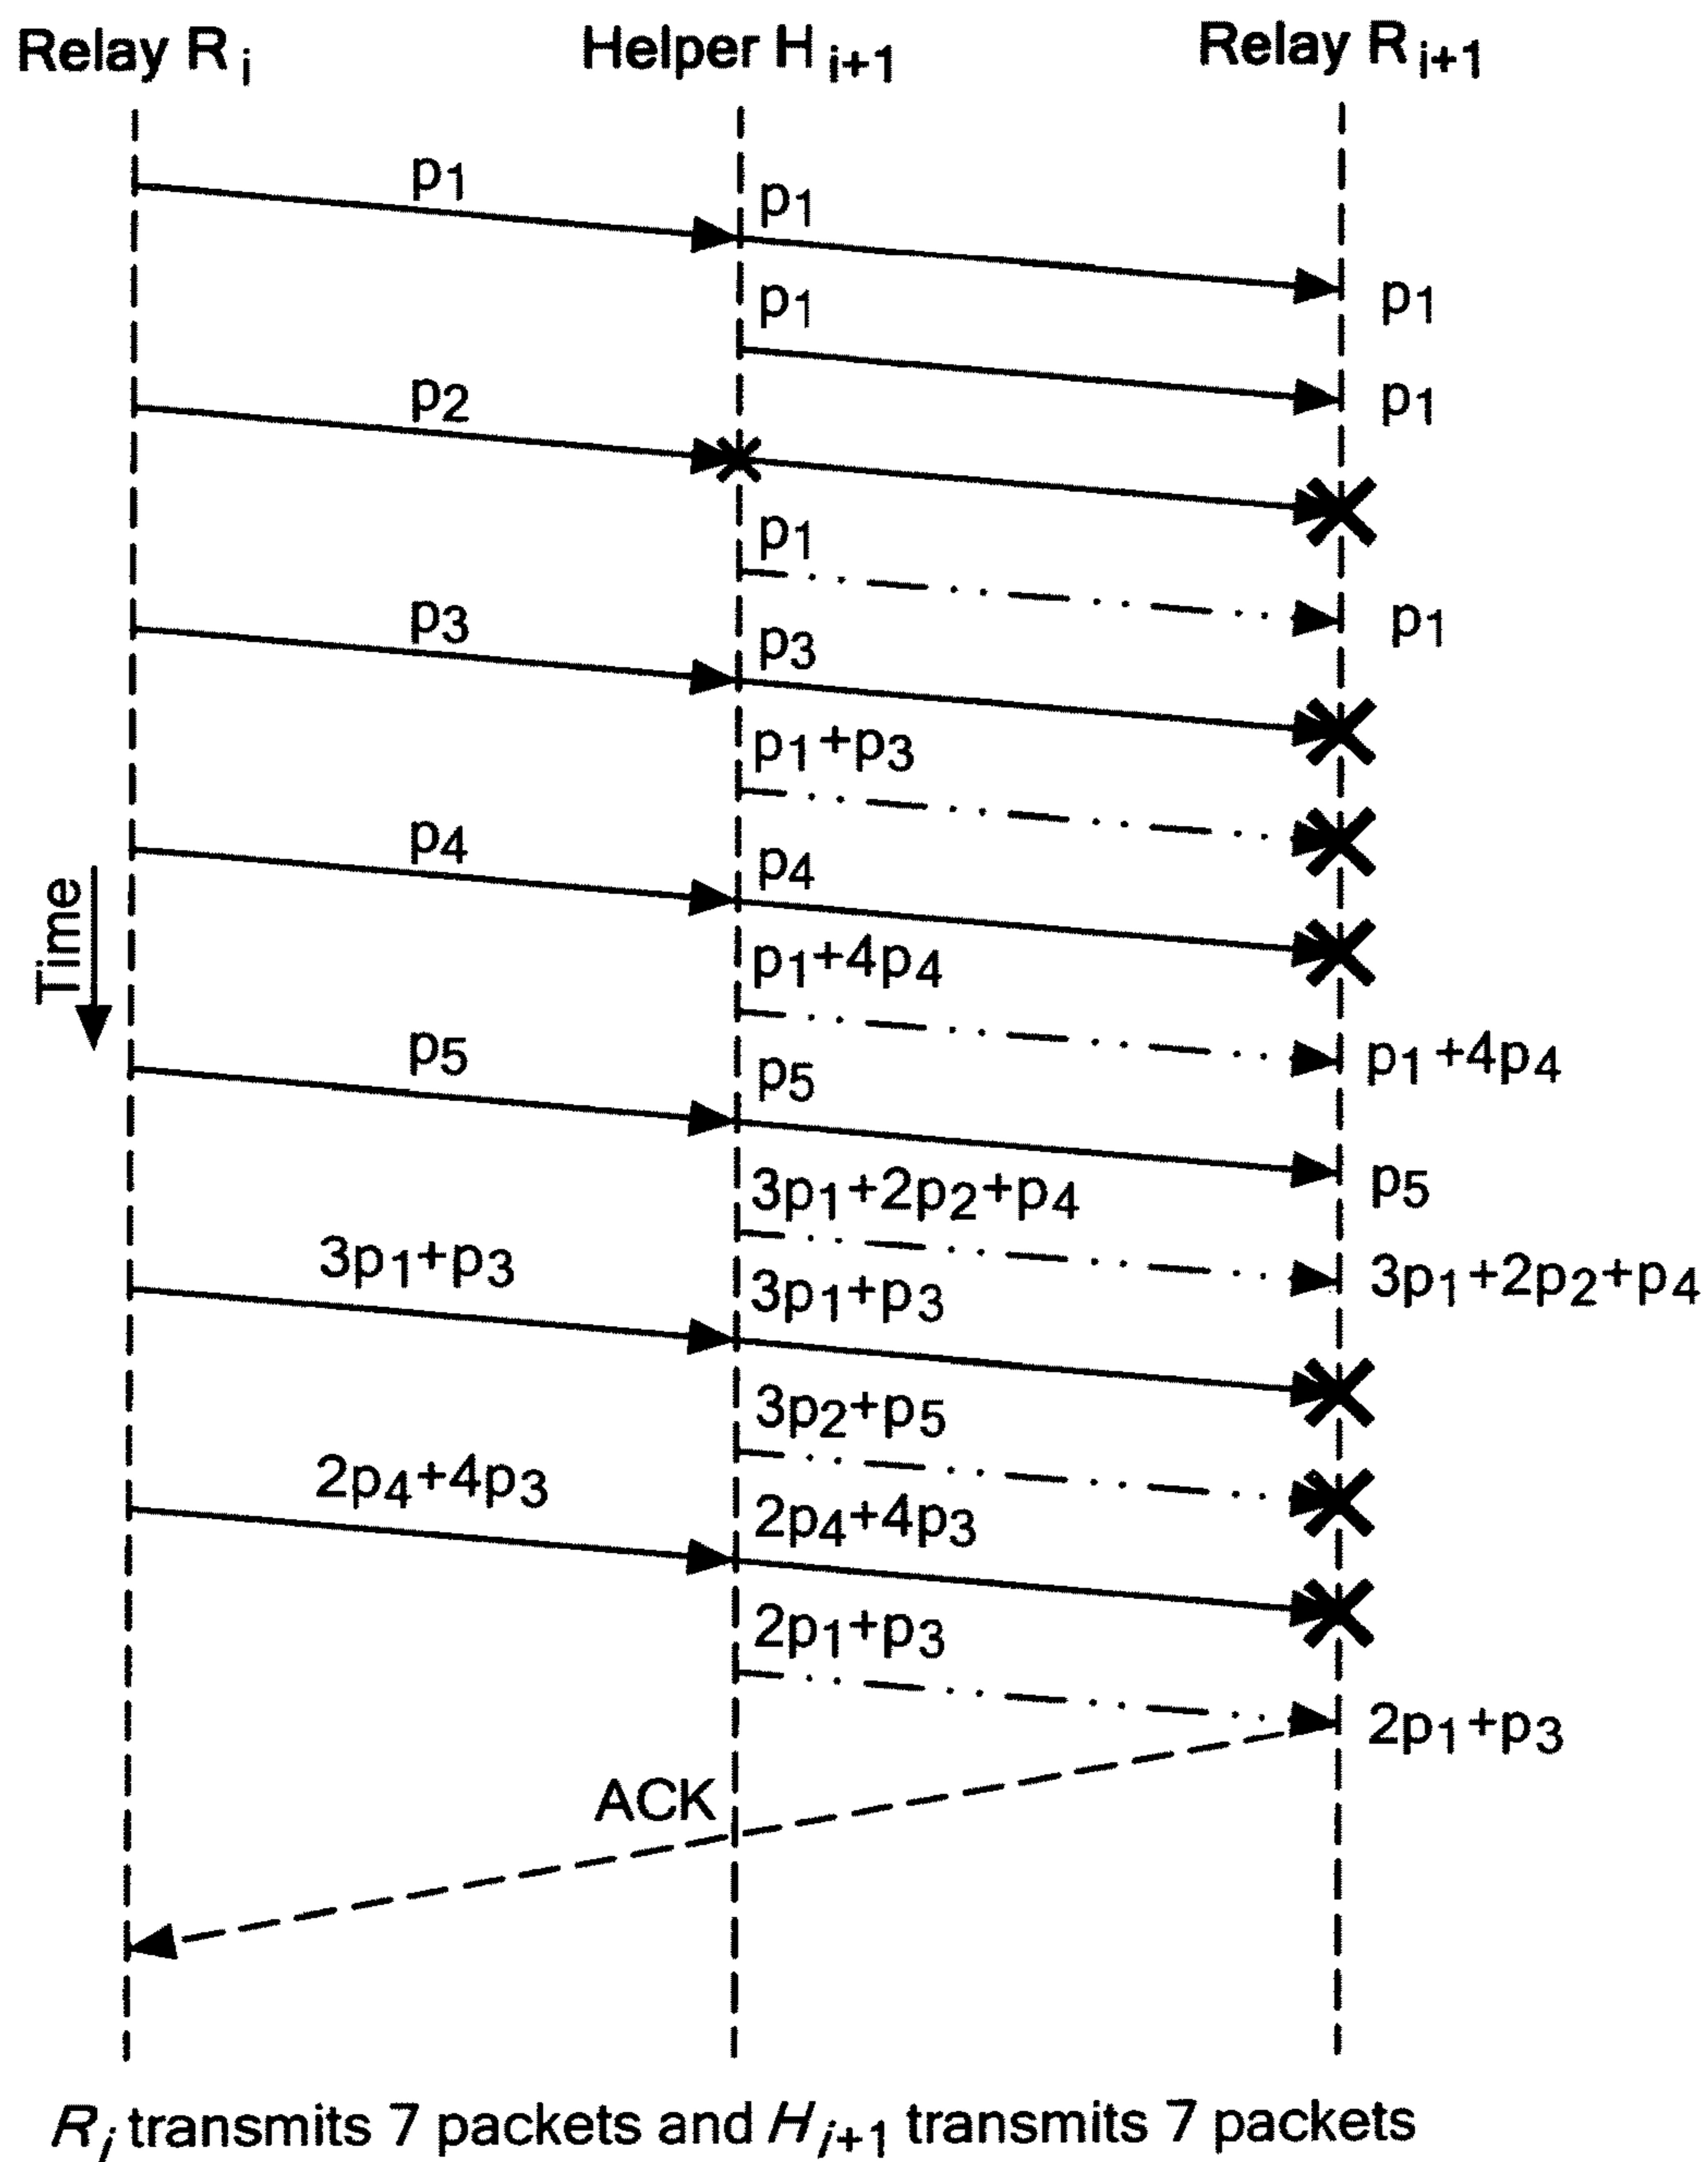 Relay R i Helper H i+1 Relay R i+1
p1
p1
p1
p1
p2
p1
p1
p1
p3
p3
p1+p3
p4
p4
p1+4p4
Time
p5
p1+4p4
p5
p5
3p1+2p2+p4
3p1+p3
3p1+2p2+p4
3p1+p3
3p2+p5
2p4+4p3
2p4+4p3
2p1+p3
2p1+p3
ACK
Ri transmits 7 packets and Hi+1 transmits 7 packets